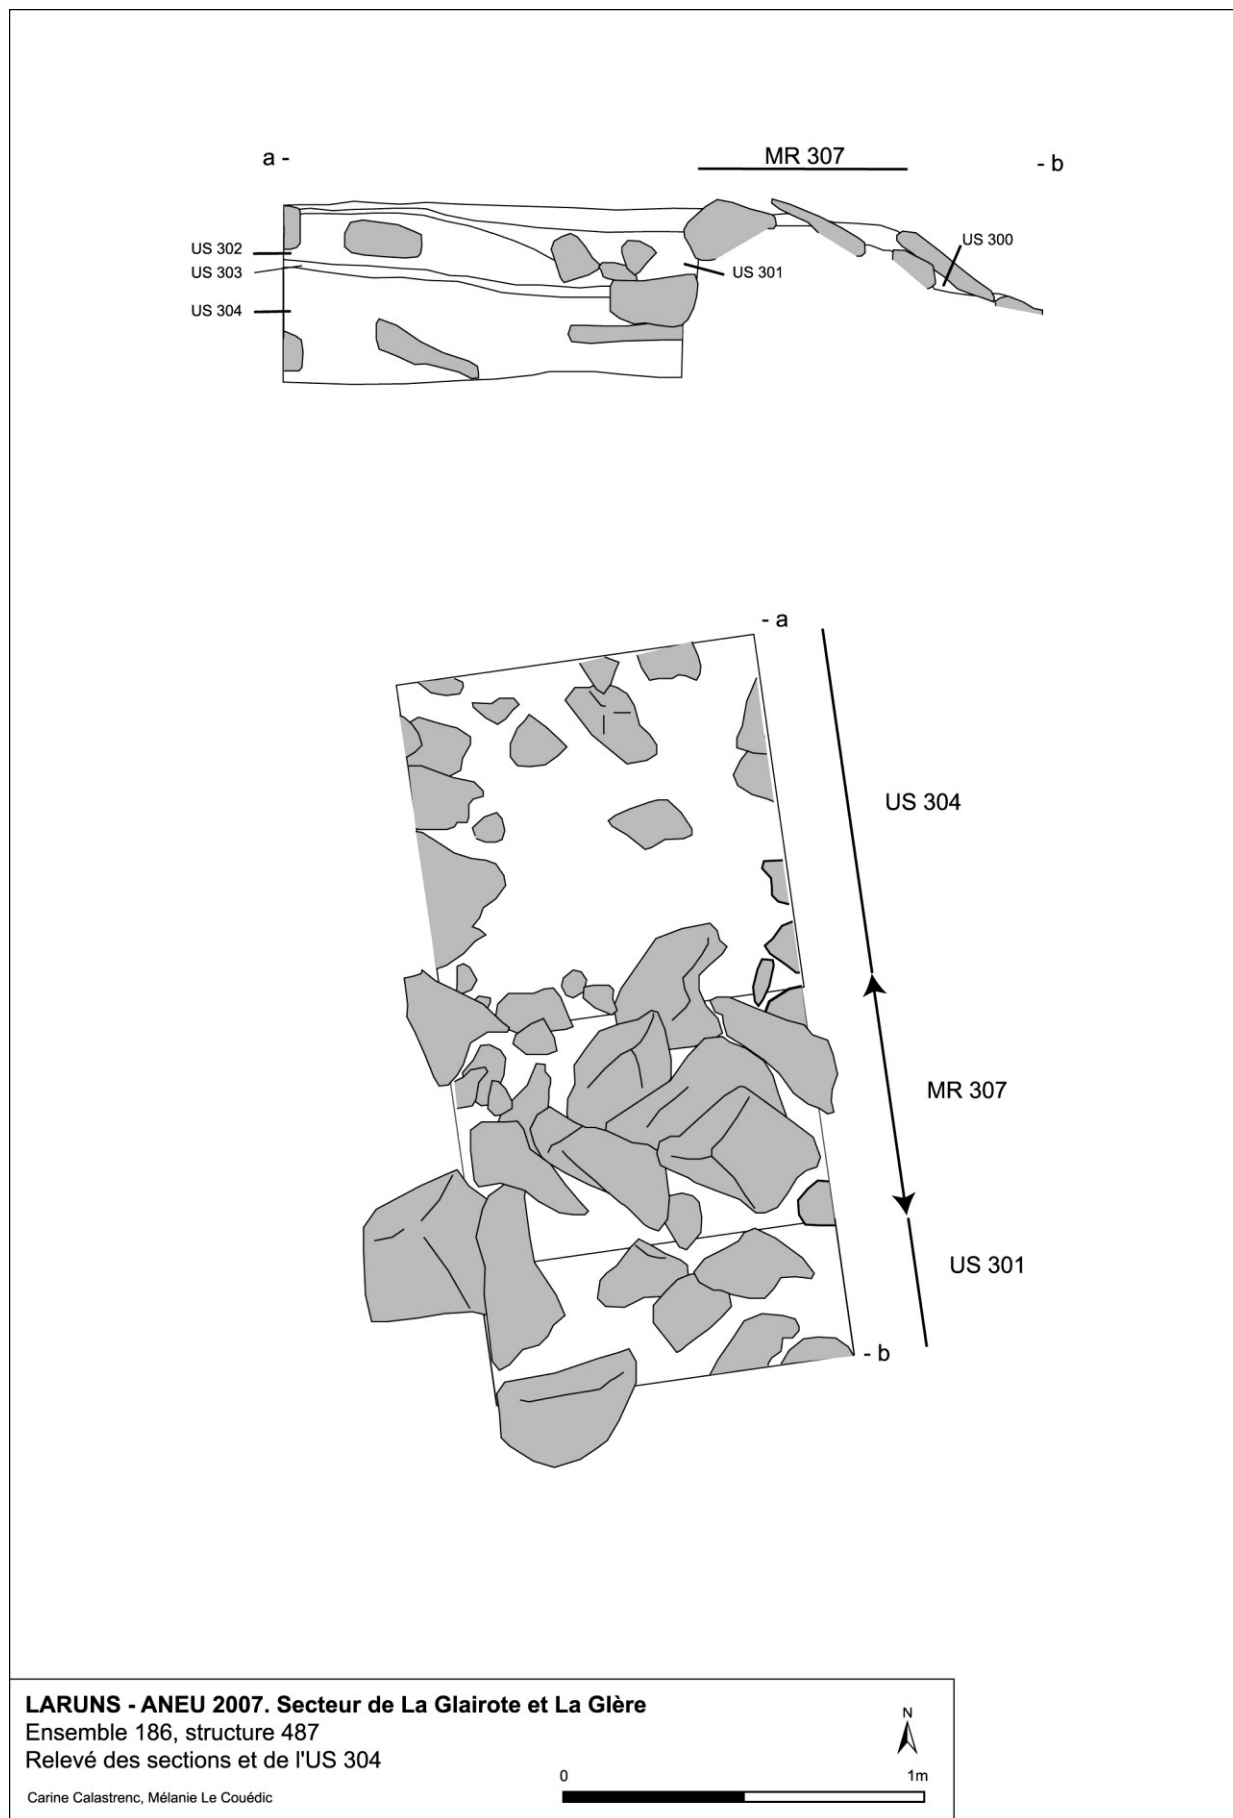 a -
MR 307
- b
US 302
US 303
US 304
US 301
US 300
- a
US 304
MR 307
US 301
- b
LARUNS - ANEU 2007. Secteur de La Glairote et La Glère
Ensemble 186, structure 487
Relevé des sections et de l'US 304
Carine Calastrenc, Mélanie Le Couédic
N
0
1m